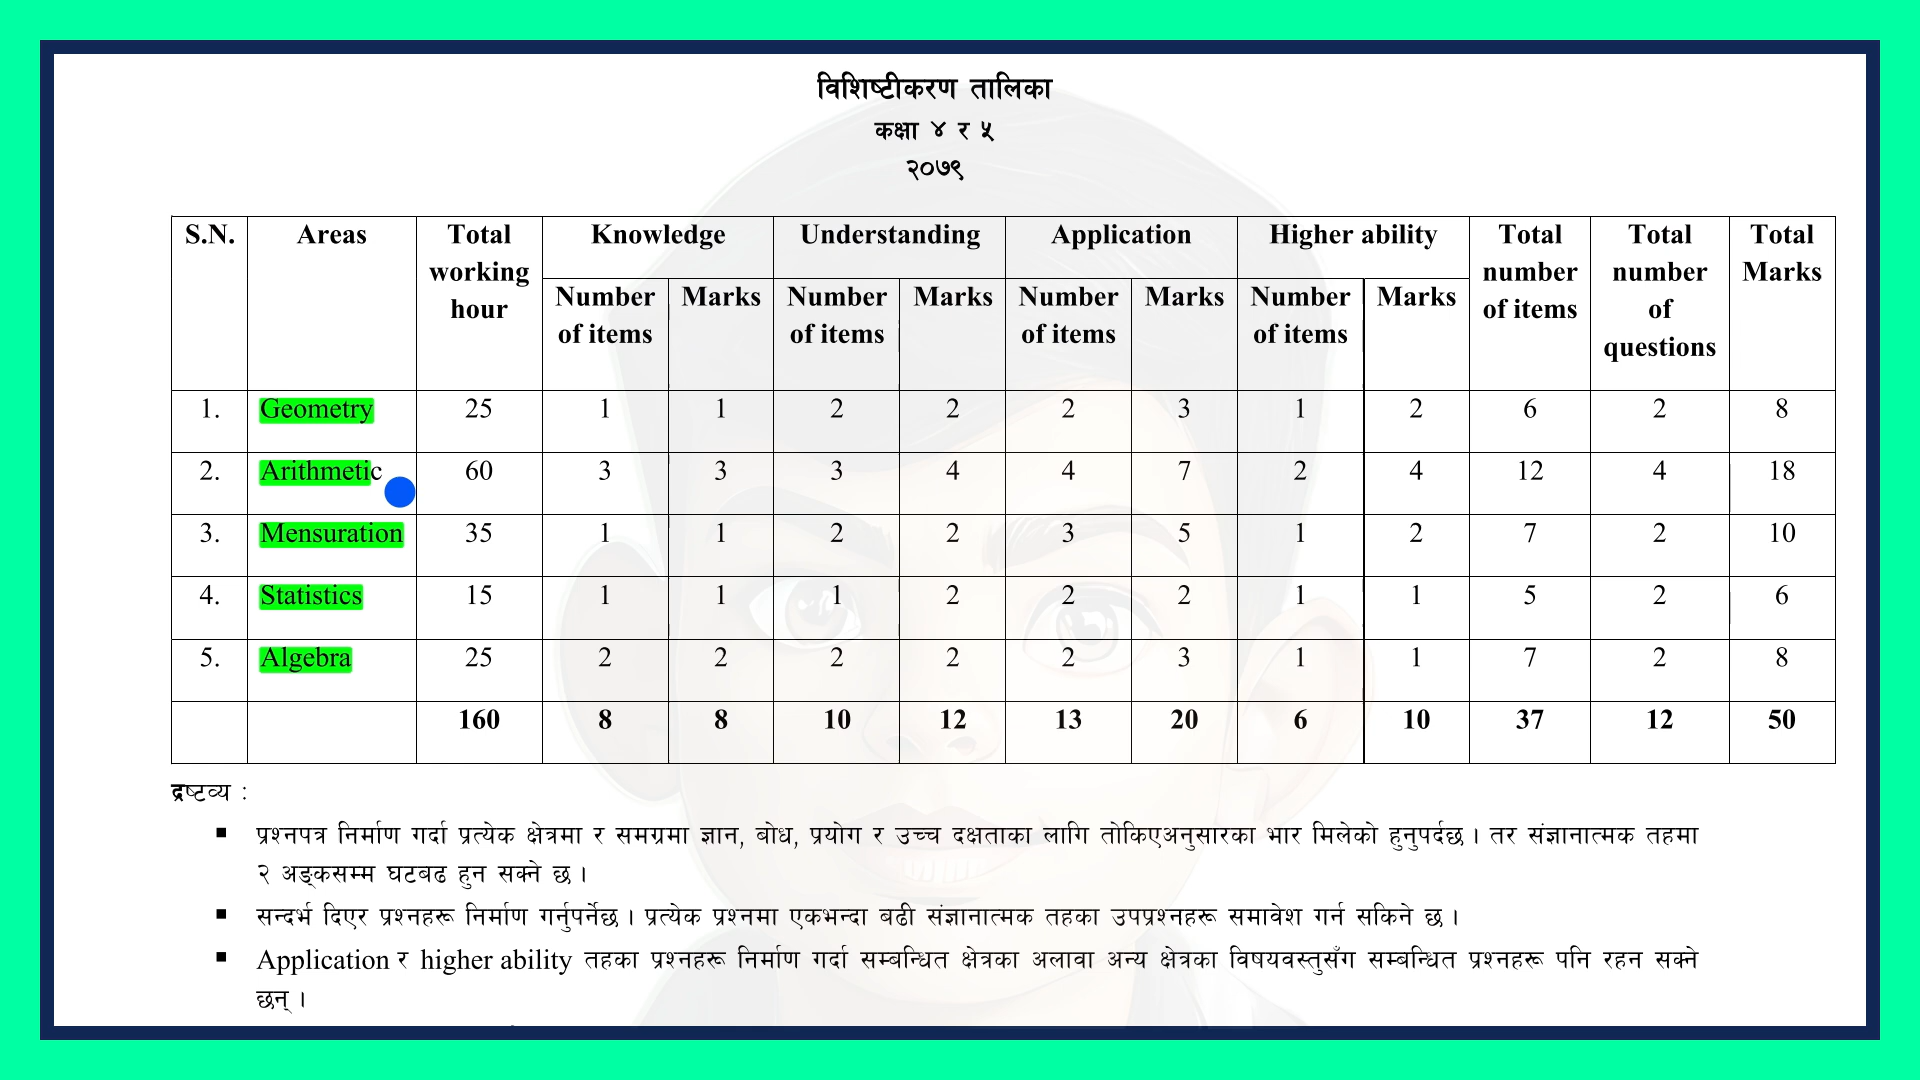 विशिष्टीकरण तालिका
कक्षा ४ र ५
२०७९
S.N. Areas Total working hour Knowledge Understanding Application Higher ability Total number of items Total number of questions Total Marks
Number of items Marks Number of items Marks Number of items Marks Number of items Marks
1. Geometry 25 1 1 2 2 2 3 1 2 6 2 8
2. Arithmetic 60 3 3 3 4 4 7 2 4 12 4 18
3. Mensuration 35 1 1 2 2 3 5 1 2 7 2 10
4. Statistics 15 1 1 1 2 2 2 1 1 5 2 6
5. Algebra 25 2 2 2 2 2 3 1 1 7 2 8
160 8 8 10 12 13 20 6 10 37 12 50
द्रष्टव्य :
▪ प्रश्नपत्र निर्माण गर्दा प्रत्येक क्षेत्रमा र समग्रमा ज्ञान, बोध, प्रयोग र उच्च दक्षताका लागि तोकिएअनुसारका भार मिलेको हुनुपर्दछ । तर संज्ञानात्मक तहमा
२ अङ्कसम्म घटबढ हुन सक्ने छ ।
▪ सन्दर्भ दिएर प्रश्नहरू निर्माण गर्नुपर्नेछ । प्रत्येक प्रश्नमा एकभन्दा बढी संज्ञानात्मक तहका उपप्रश्नहरू समावेश गर्न सकिने छ ।
▪ Application र higher ability तहका प्रश्नहरू निर्माण गर्दा सम्बन्धित क्षेत्रका अलावा अन्य क्षेत्रका विषयवस्तुसँग सम्बन्धित प्रश्नहरू पनि रहन सक्ने
छन् ।